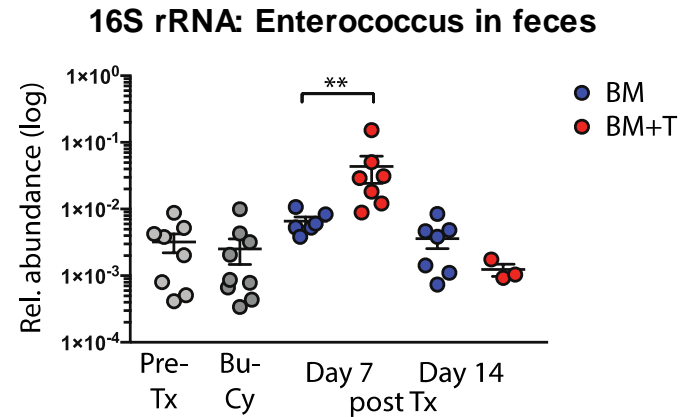 16S rRNA: Enterococcus in feces
Rel. abundance (log)
1×10⁰
1×10⁻¹
1×10⁻²
1×10⁻³
1×10⁻⁴
**
BM
BM+T
Pre-
Tx
Bu-
Cy
Day 7
Day 14
post Tx